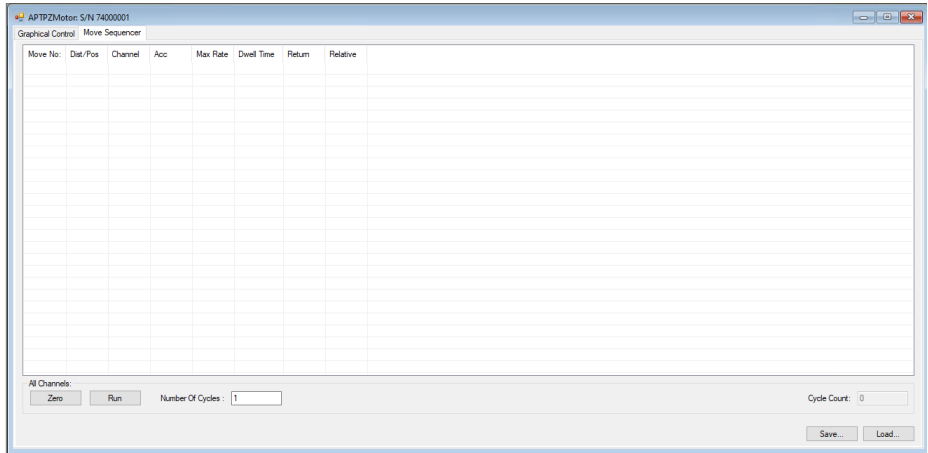 APTPZMotor: S/N 74000001
Graphical Control Move Sequencer
Move No: Dist/Pos Channel Acc Max Rate Dwell Time Return Relative
All Channels:
Zero Run Number Of Cycles : 1 Cycle Count: 0
Save... Load...